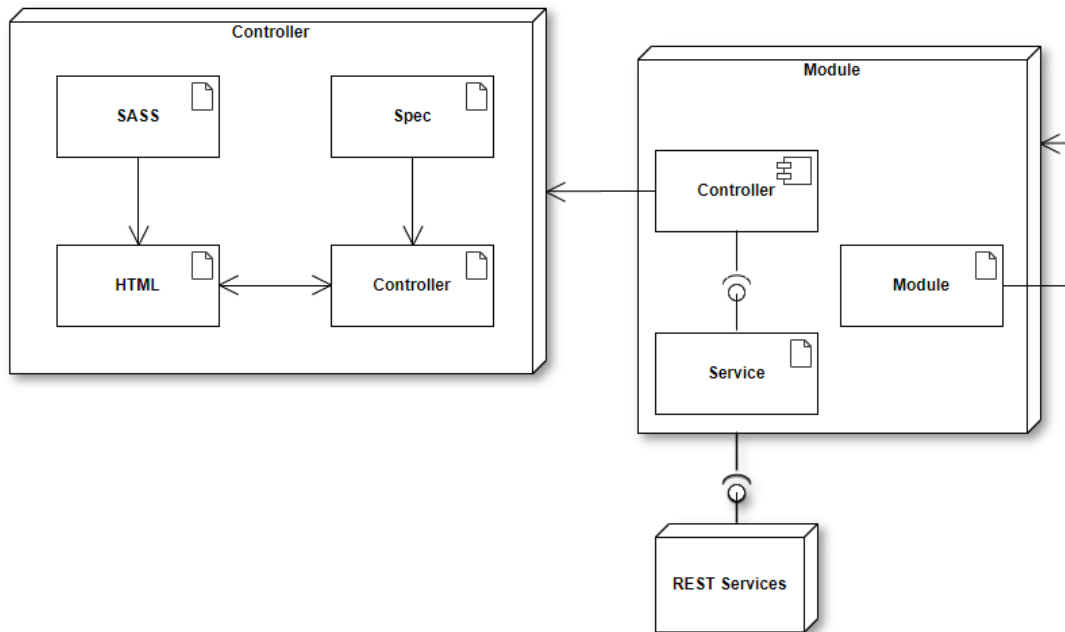 Controller
SASS
Spec
HTML
Controller
Module
Controller
Module
Service
REST Services